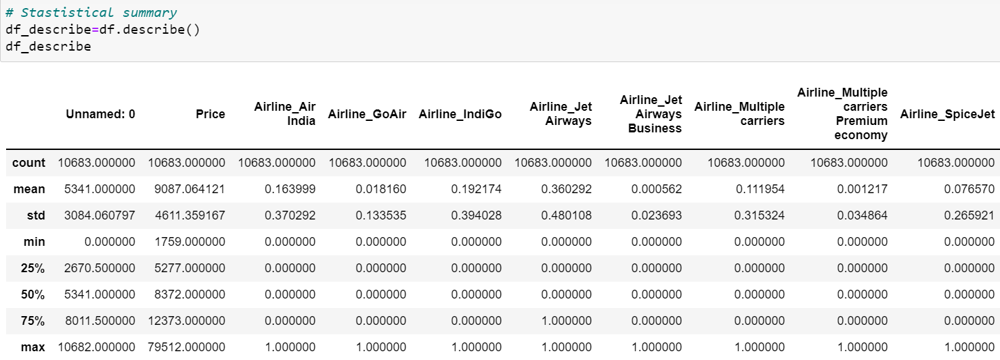 # Stastistical summary
df_describe=df.describe()
df_describe
Unnamed: 0 Price Airline_Air India Airline_GoAir Airline_IndiGo Airline_Jet Airways Airline_Jet Airways Business Airline_Multiple carriers Airline_Multiple carriers Premium economy Airline_SpiceJet
count 10683.000000 10683.000000 10683.000000 10683.000000 10683.000000 10683.000000 10683.000000 10683.000000 10683.000000 10683.000000
mean 5341.000000 9087.064121 0.163999 0.018160 0.192174 0.360292 0.000562 0.111954 0.001217 0.076570
std 3084.060797 4611.359167 0.370292 0.133535 0.394028 0.480108 0.023693 0.315324 0.034864 0.265921
min 0.000000 1759.000000 0.000000 0.000000 0.000000 0.000000 0.000000 0.000000 0.000000 0.000000
25% 2670.500000 5277.000000 0.000000 0.000000 0.000000 0.000000 0.000000 0.000000 0.000000 0.000000
50% 5341.000000 8372.000000 0.000000 0.000000 0.000000 0.000000 0.000000 0.000000 0.000000 0.000000
75% 8011.500000 12373.000000 0.000000 0.000000 0.000000 1.000000 0.000000 0.000000 0.000000 0.000000
max 10682.000000 79512.000000 1.000000 1.000000 1.000000 1.000000 1.000000 1.000000 1.000000 1.000000